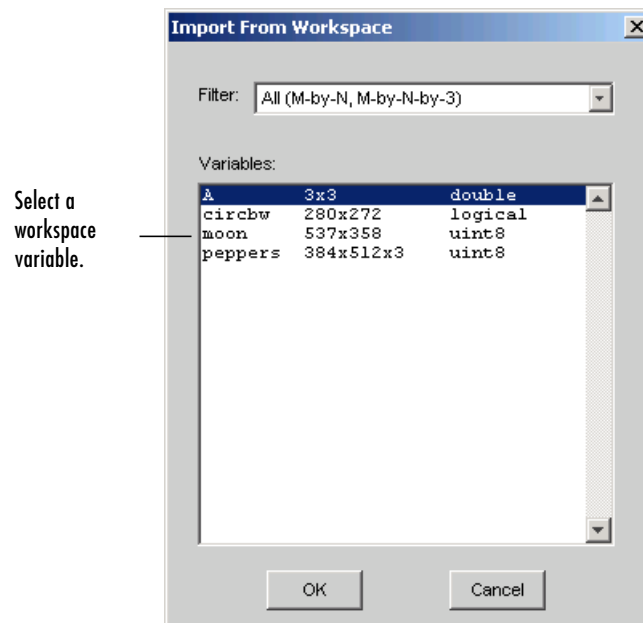 Import From Workspace
Filter: All (M-by-N, M-by-N-by-3)
Variables:
A 3x3 double
circbw 280x272 logical
moon 537x358 uint8
peppers 384x512x3 uint8
Select a
workspace
variable.
OK Cancel